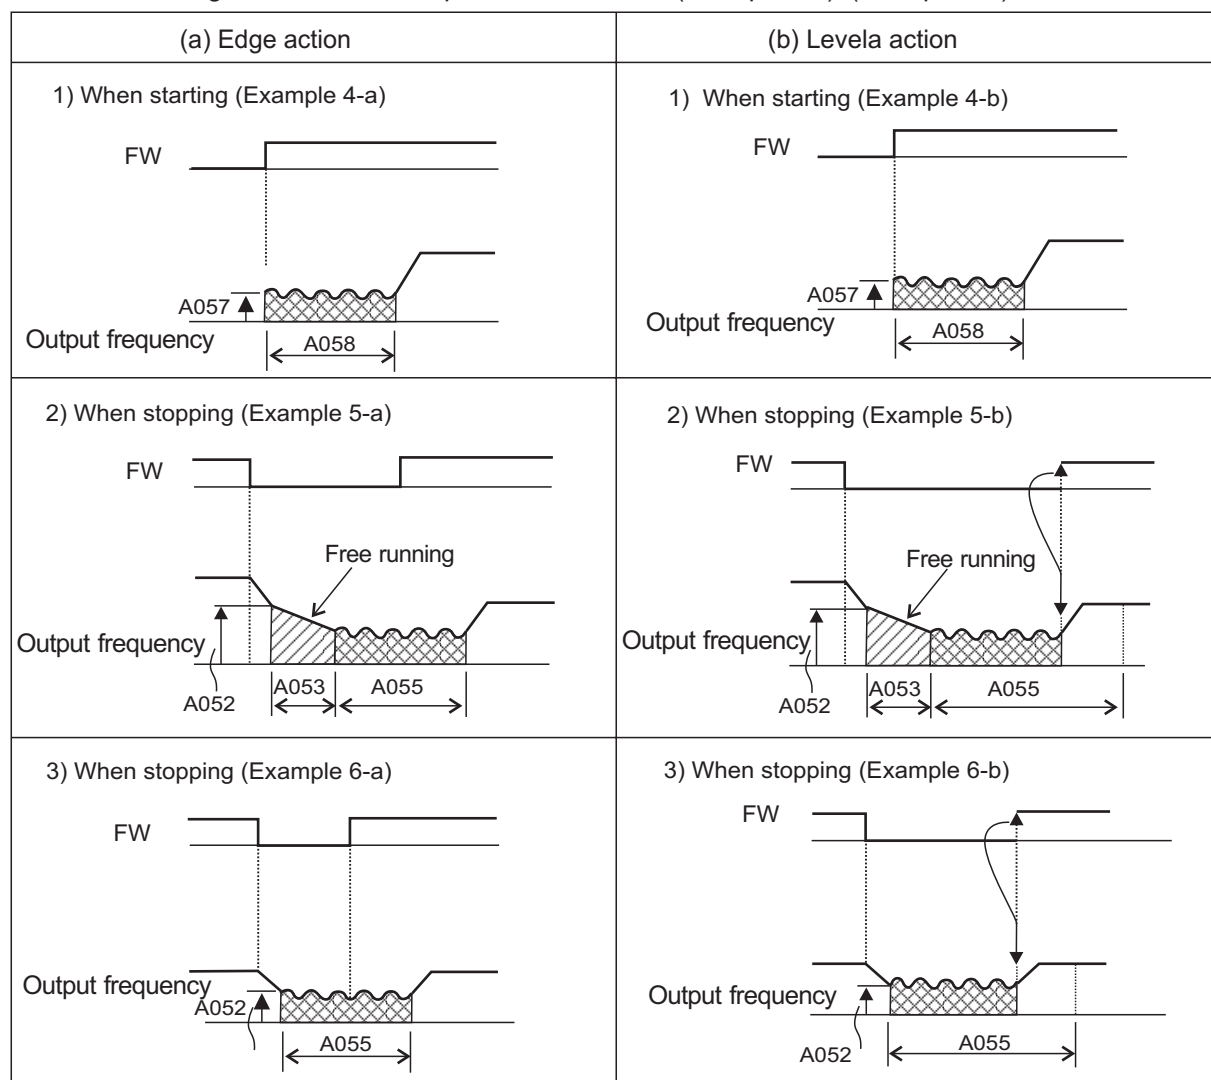 (a) Edge action
(b) Levela action
1) When starting (Example 4-a)
FW
A057
Output frequency
A058
1) When starting (Example 4-b)
FW
A057
Output frequency
A058
2) When stopping (Example 5-a)
FW
Free running
Output frequency
A052
A053
A055
2) When stopping (Example 5-b)
FW
Free running
Output frequency
A052
A053
A055
3) When stopping (Example 6-a)
FW
Output frequency
A052
A055
3) When stopping (Example 6-b)
FW
Output frequency
A052
A055